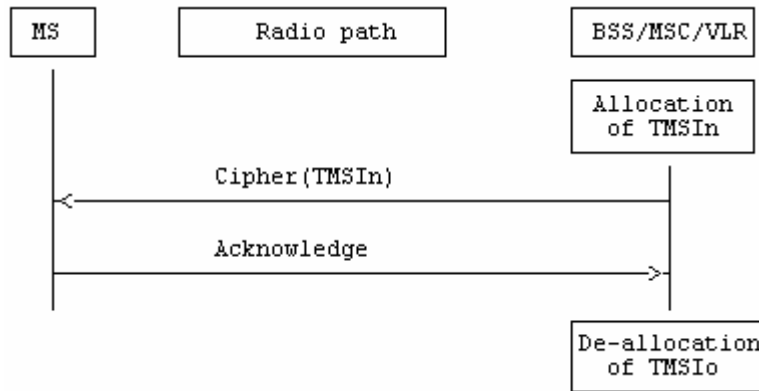 MS
Radio path
BSS/MSC/VLR
Allocation
of TMSIn
Cipher(TMSIn)
Acknowledge
De-allocation
of TMSIo